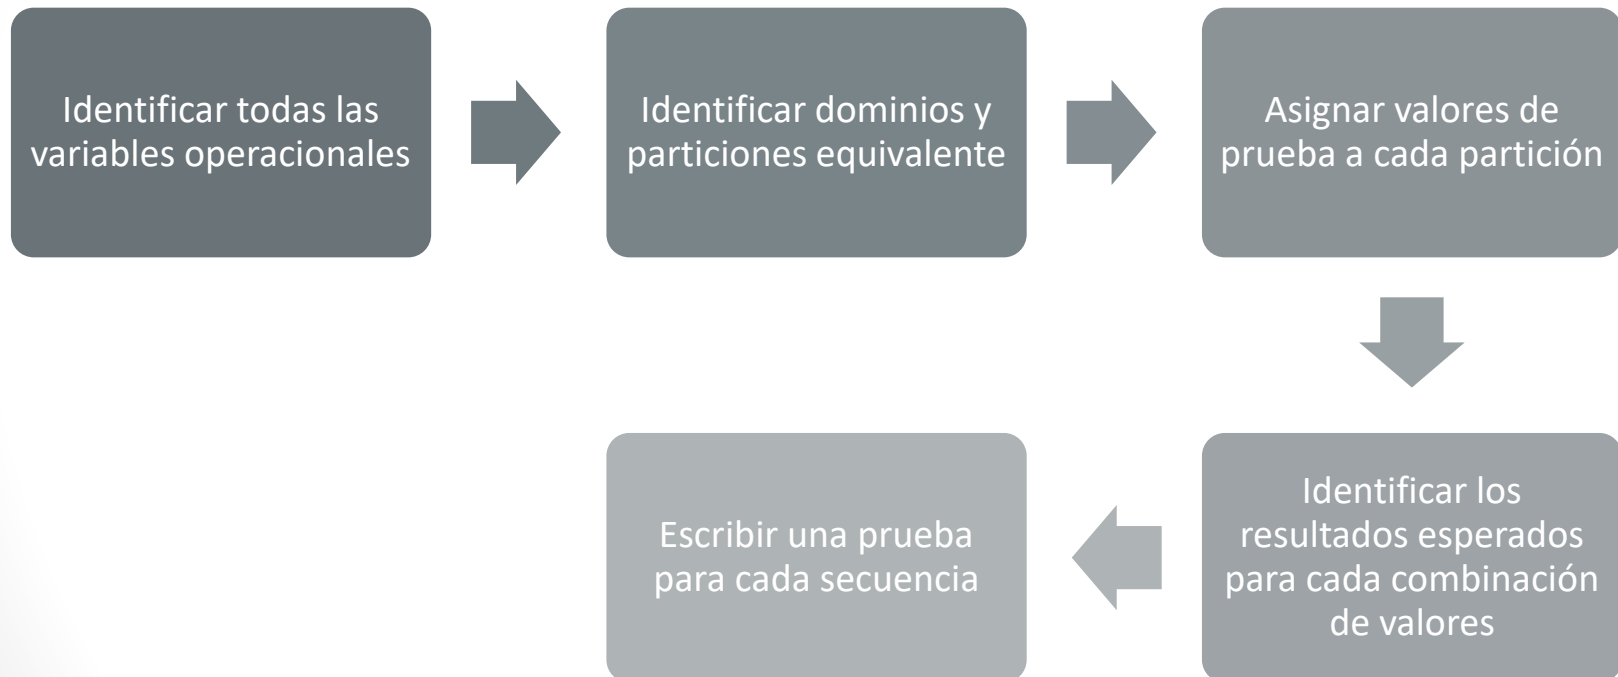 Identificar todas las
variables operacionales
Identificar dominios y
particiones equivalente
Asignar valores de
prueba a cada partición
Identificar los
resultados esperados
para cada combinación
de valores
Escribir una prueba
para cada secuencia